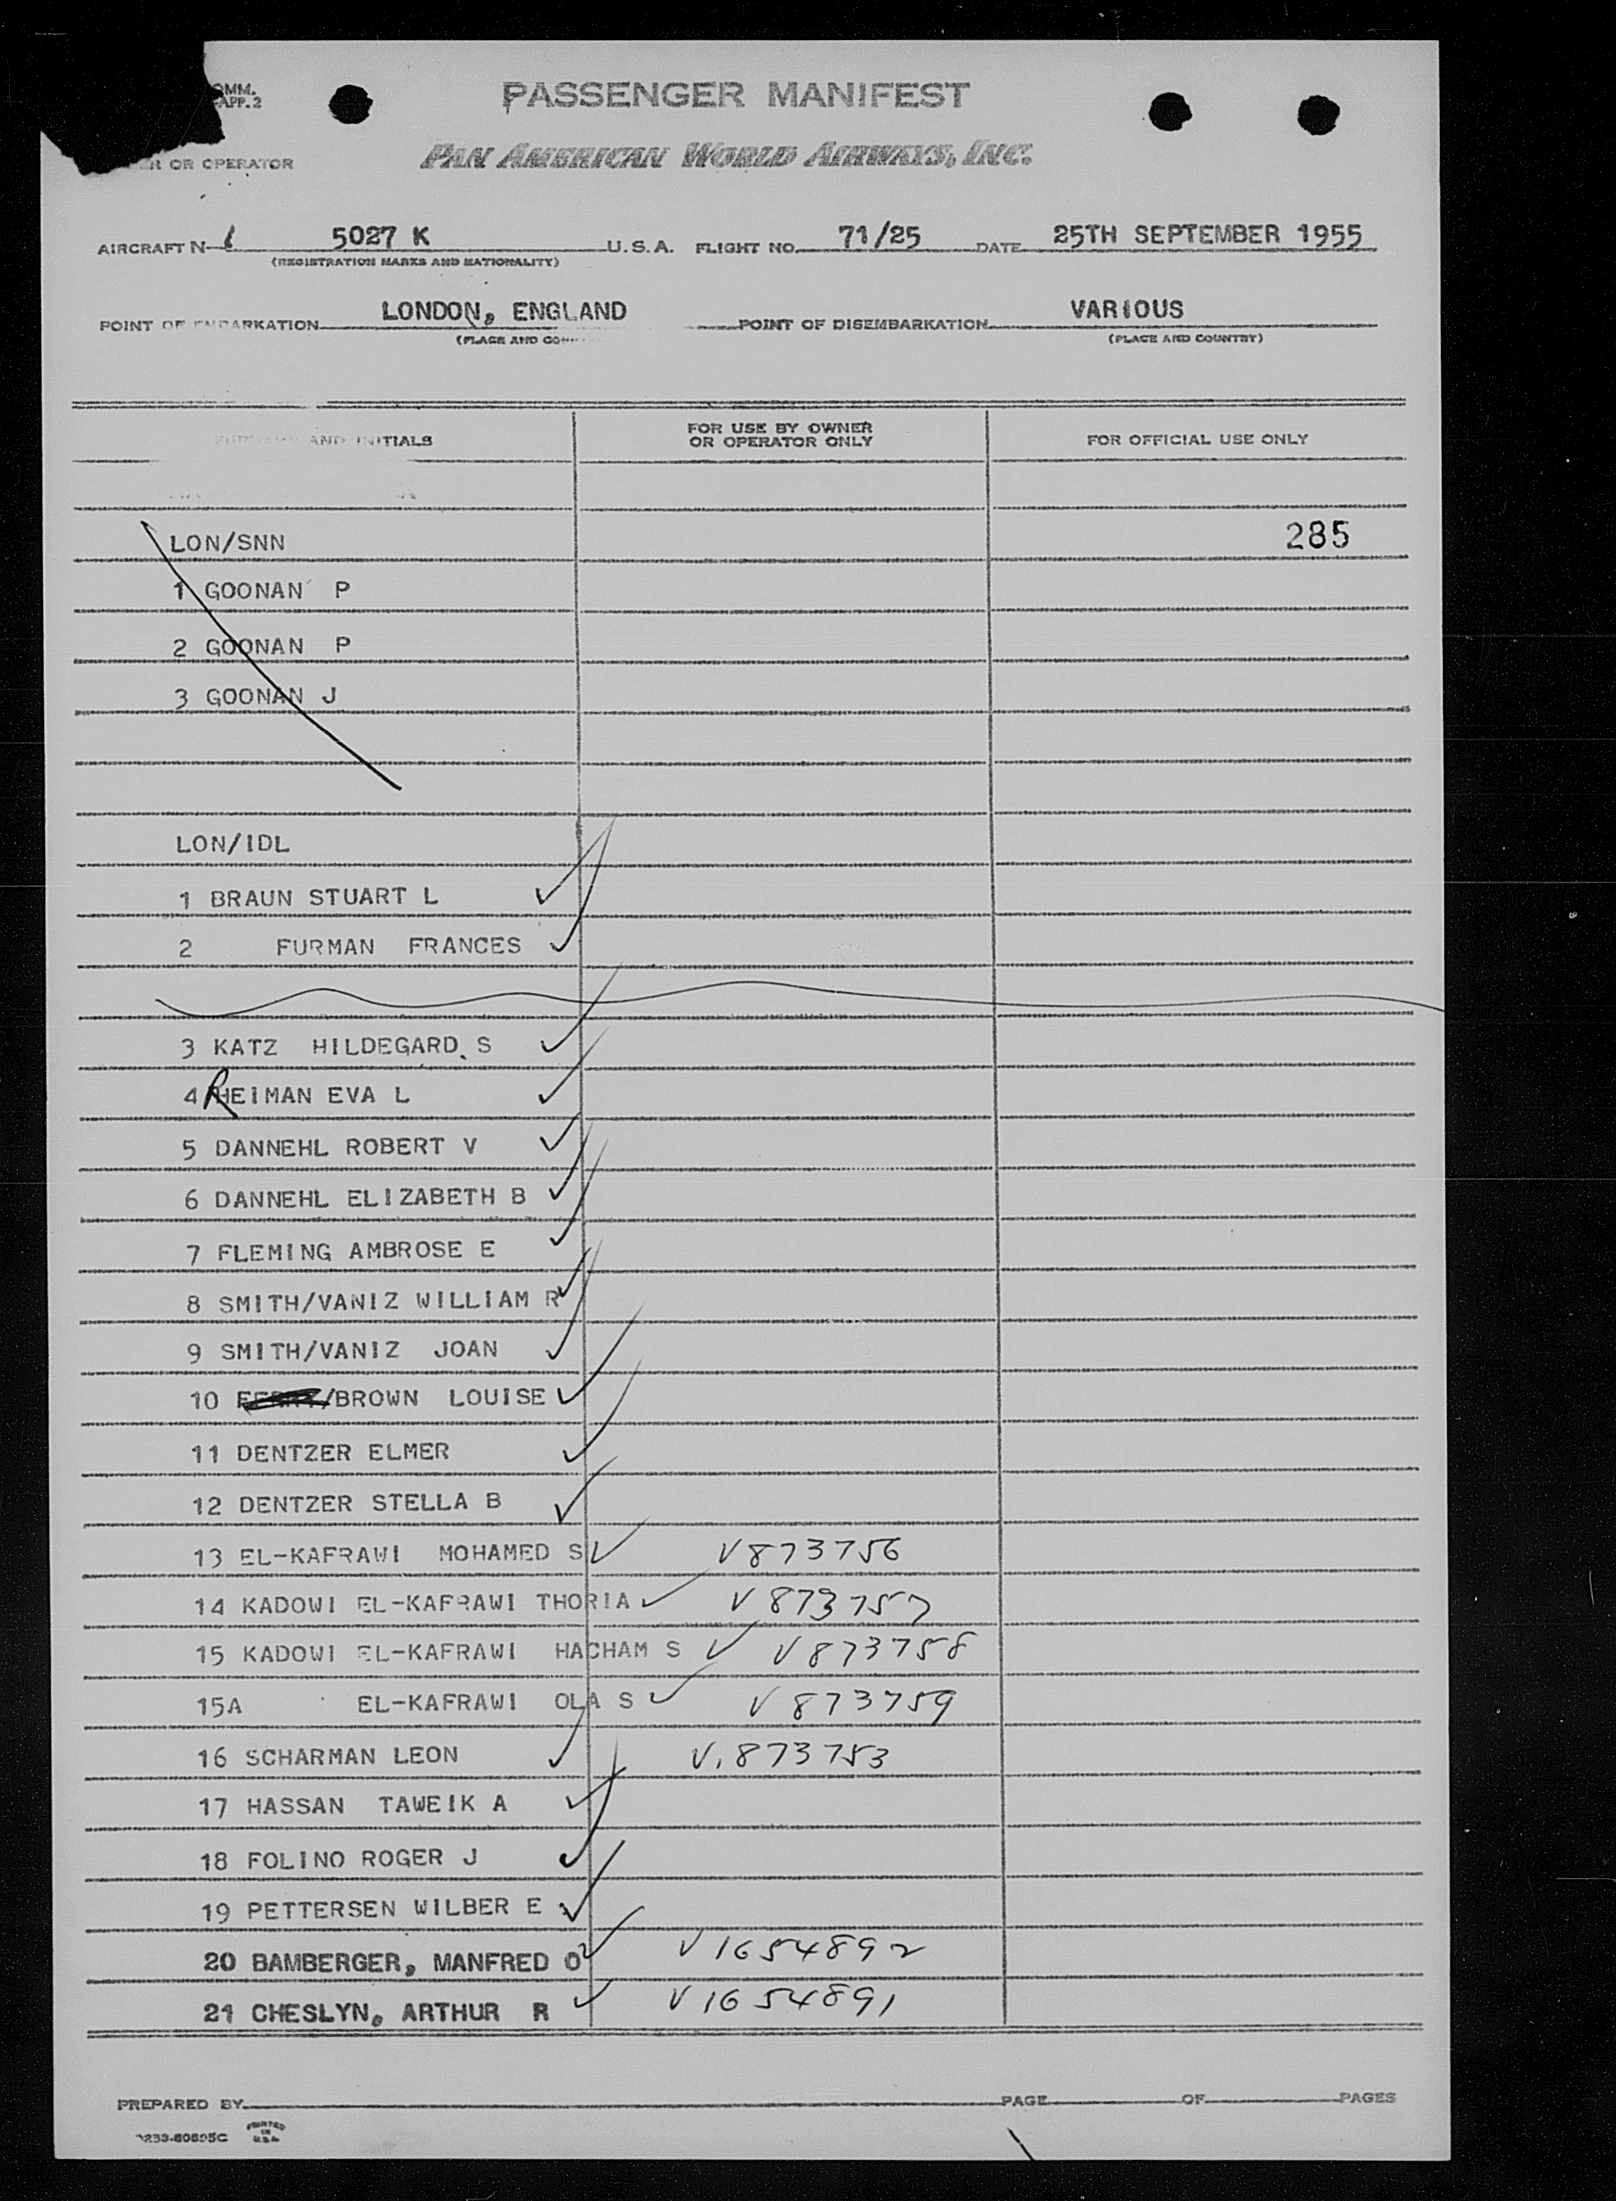 OMM.
APP. 2
PASSENGER MANIFEST
OR OPERATOR
PAN AMERICAN WORLD AIRWAYS, INC.
AIRCRAFT N 5027 K U.S.A. FLIGHT NO. 71/25 DATE 25TH SEPTEMBER 1955
(REGISTRATION MARKS AND NATIONALITY)
POINT OF EMBARKATION LONDON, ENGLAND POINT OF DISEMBARKATION VARIOUS
(PLACE AND (PLACE AND COUNTRY)
AND INITIALS FOR USE BY OWNER OR OPERATOR ONLY FOR OFFICIAL USE ONLY
LON/SNN 285
1 GOONAN P
2 GOONAN P
3 GOONAN J
LON/IDL
1 BRAUN STUART L ✓
2 FURMAN FRANCES ✓
3 KATZ HILDEGARD S ✓
4 RHEIMAN EVA L ✓
5 DANNEHL ROBERT V ✓
6 DANNEHL ELIZABETH B ✓
7 FLEMING AMBROSE E ✓
8 SMITH/VANIZ WILLIAM R ✓
9 SMITH/VANIZ JOAN ✓
10 /BROWN LOUISE ✓
11 DENTZER ELMER ✓
12 DENTZER STELLA B ✓
13 EL-KAFRAWI MOHAMED S ✓ V873756
14 KADOWI EL-KAFRAWI THORIA ✓ V873757
15 KADOWI EL-KAFRAWI HACHAM S ✓ V873758
15A EL-KAFRAWI OLA S ✓ V873759
16 SCHARMAN LEON ✓ V.873753
17 HASSAN TAWEIK A ✓
18 FOLINO ROGER J ✓
19 PETTERSEN WILBER E ✓
20 BAMBERGER, MANFRED O ✓ V1654892
21 CHESLYN, ARTHUR R ✓ V1654891
PREPARED BY PAGE OF PAGES
PRINTED
IN
U.S.A.